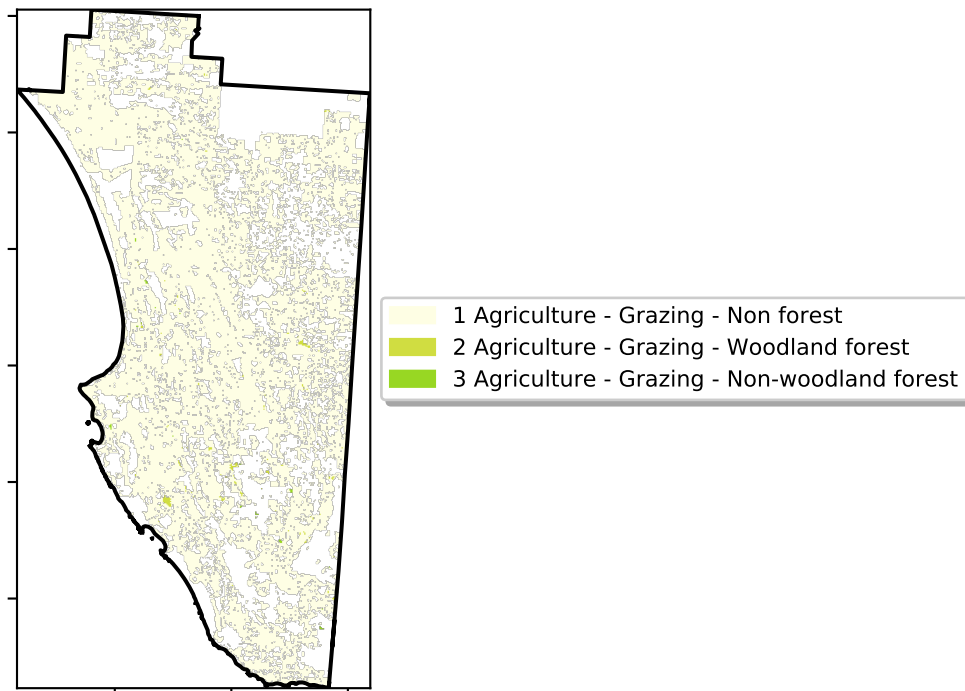 1 Agriculture - Grazing - Non forest
2 Agriculture - Grazing - Woodland forest
3 Agriculture - Grazing - Non-woodland forest